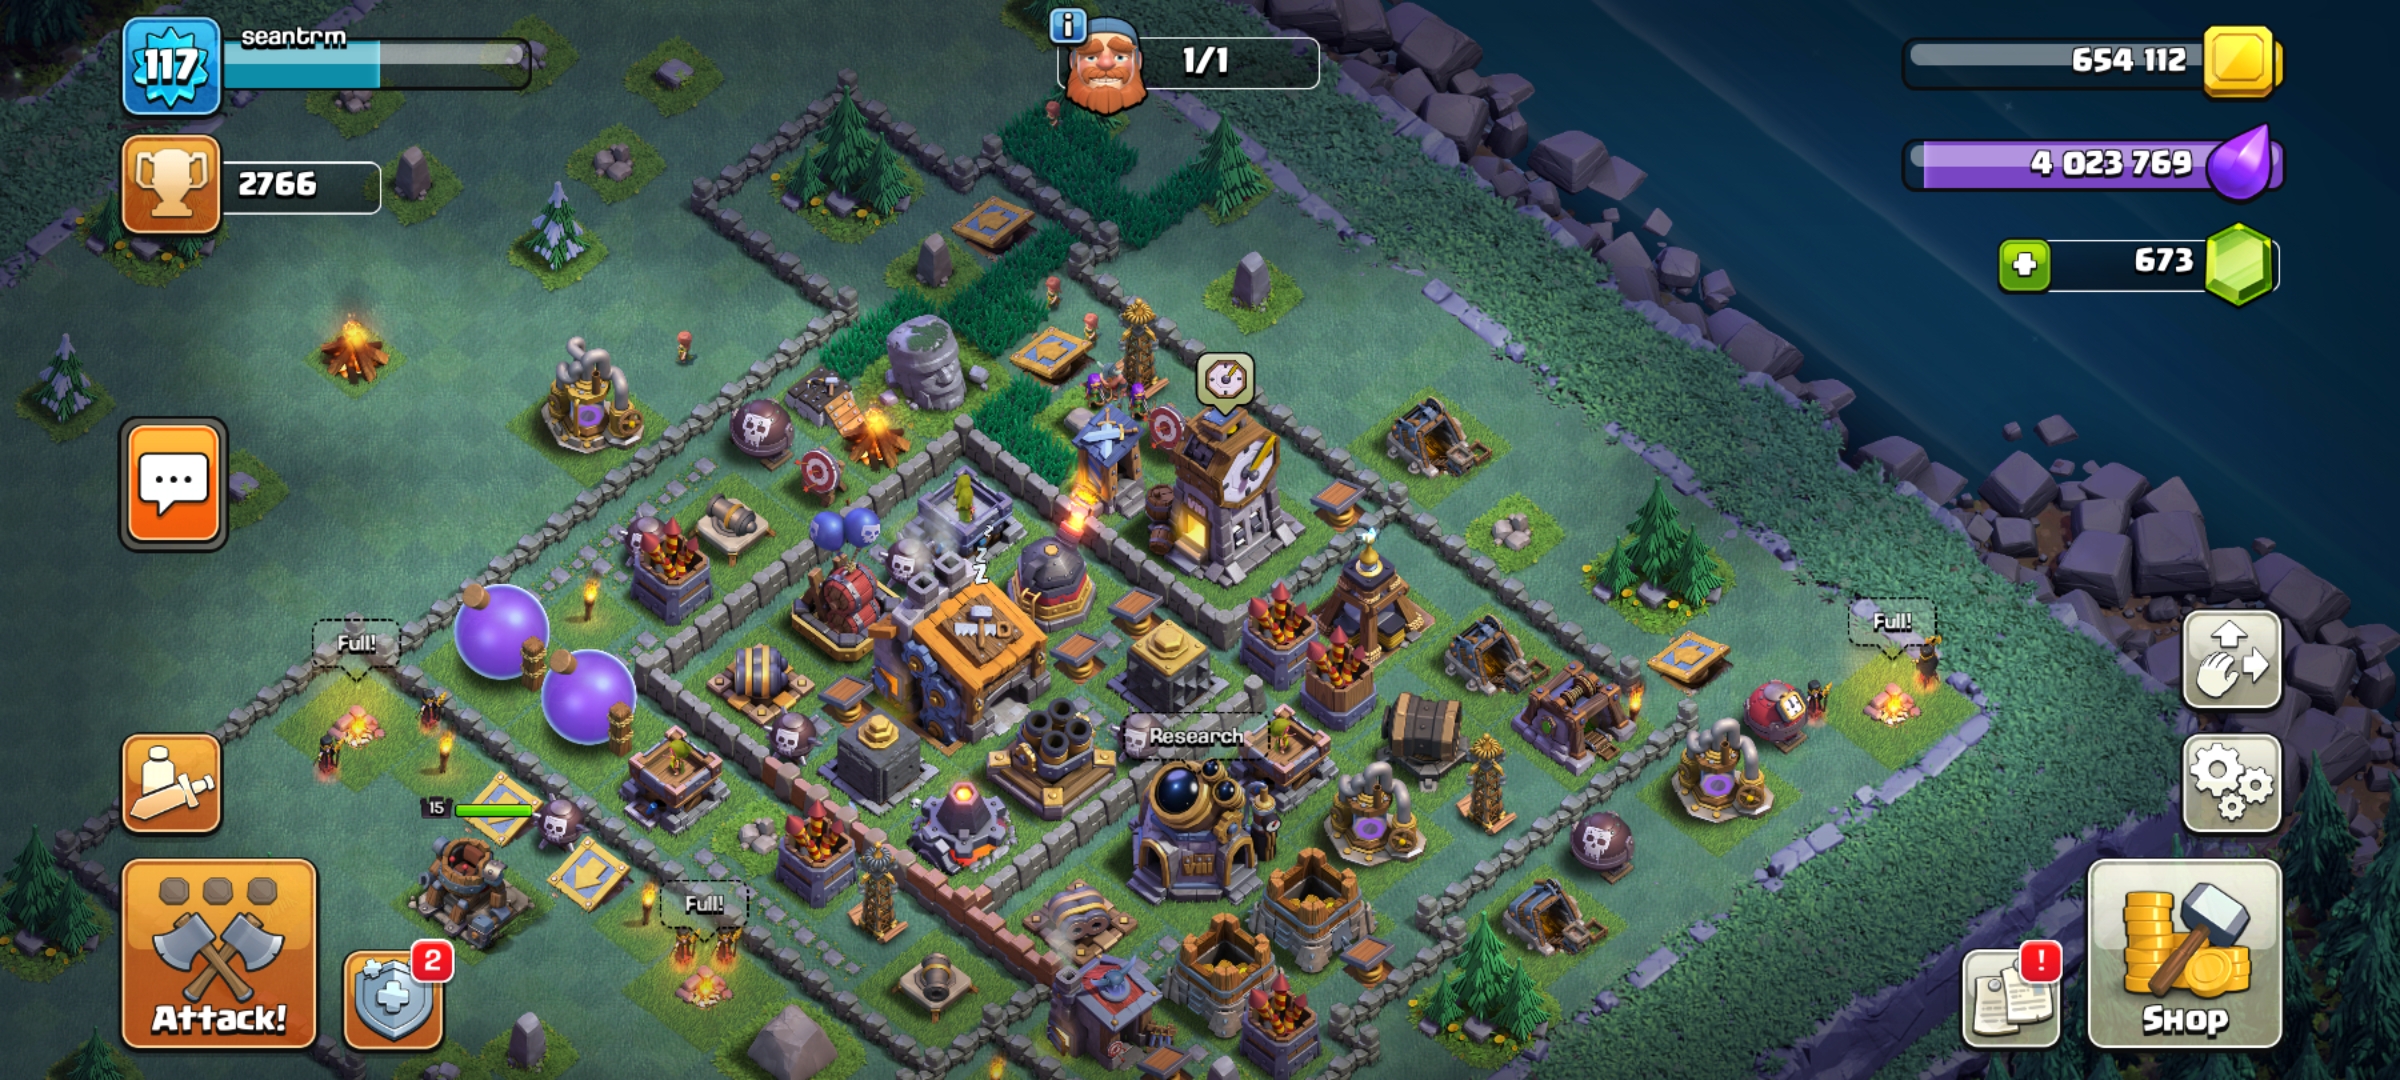 117
seantrm
i
1/1
654 112
2766
4 023 769
673
z
z
z
Full!
Full!
Research
15
VIII
Full!
2
!
Attack!
Shop